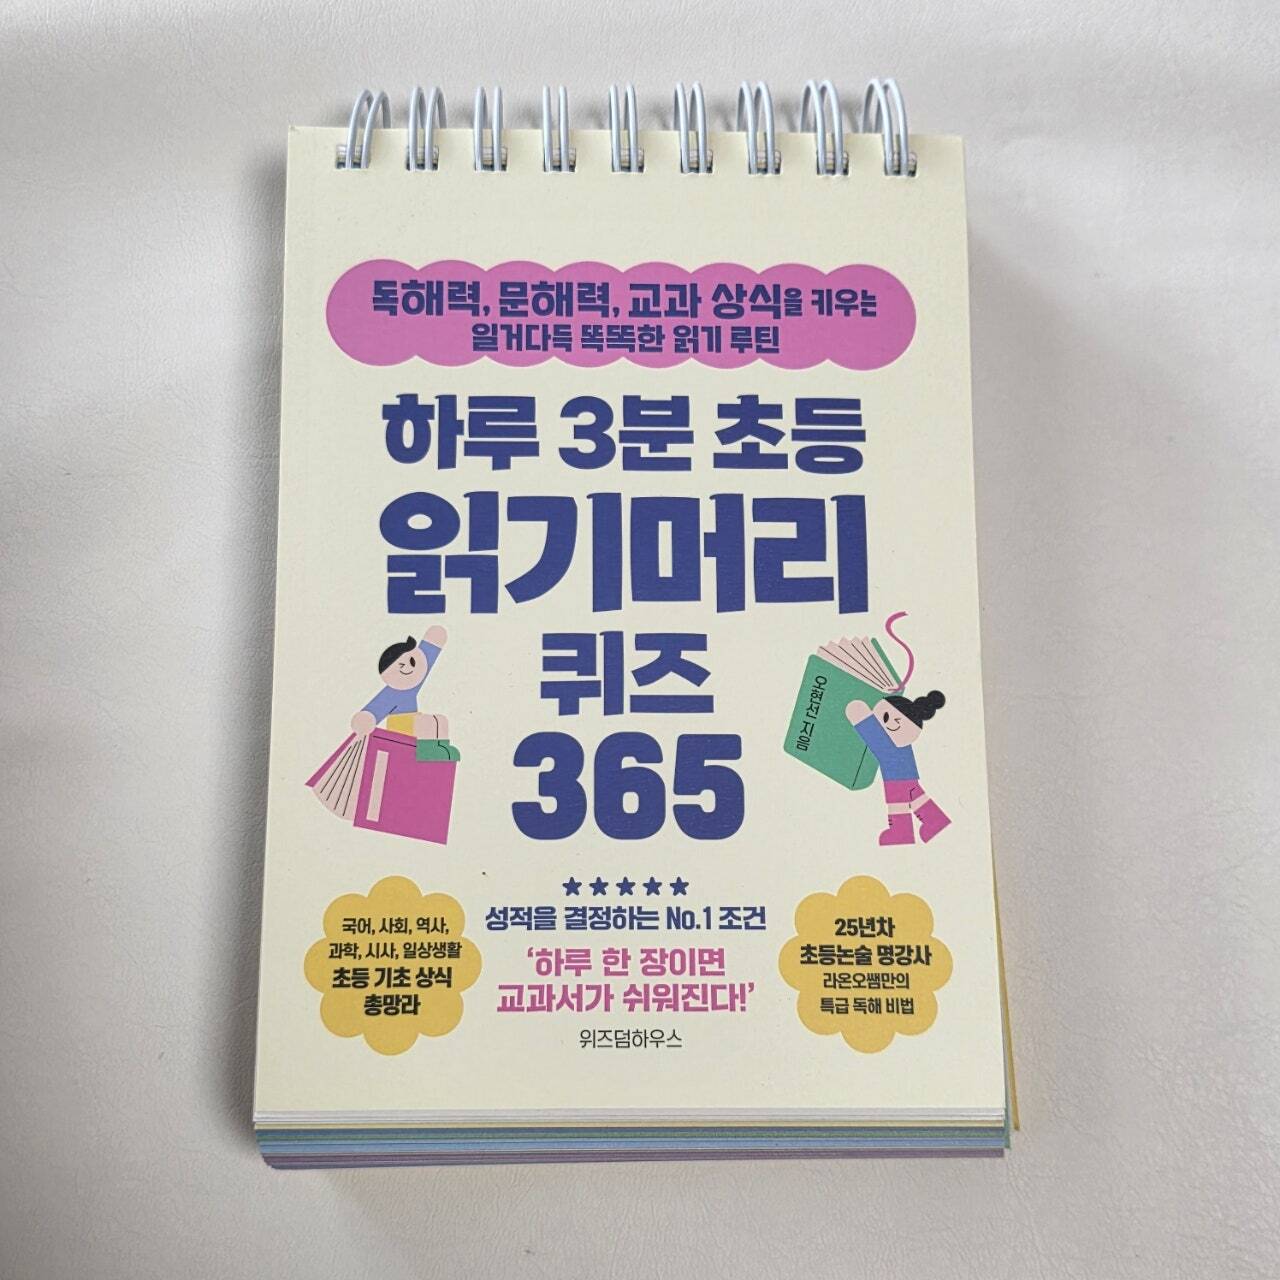 독해력, 문해력, 교과 상식을 키우는
일거다득 똑똑한 읽기 루틴
하루 3분 초등
읽기머리
퀴즈
365
오현선 지음
★★★★★
성적을 결정하는 No.1 조건
'하루 한 장이면
교과서가 쉬워진다!'
위즈덤하우스
국어, 사회, 역사,
과학, 시사, 일상생활
초등 기초 상식
총망라
25년차
초등논술 명강사
라온오쌤만의
특급 독해 비법